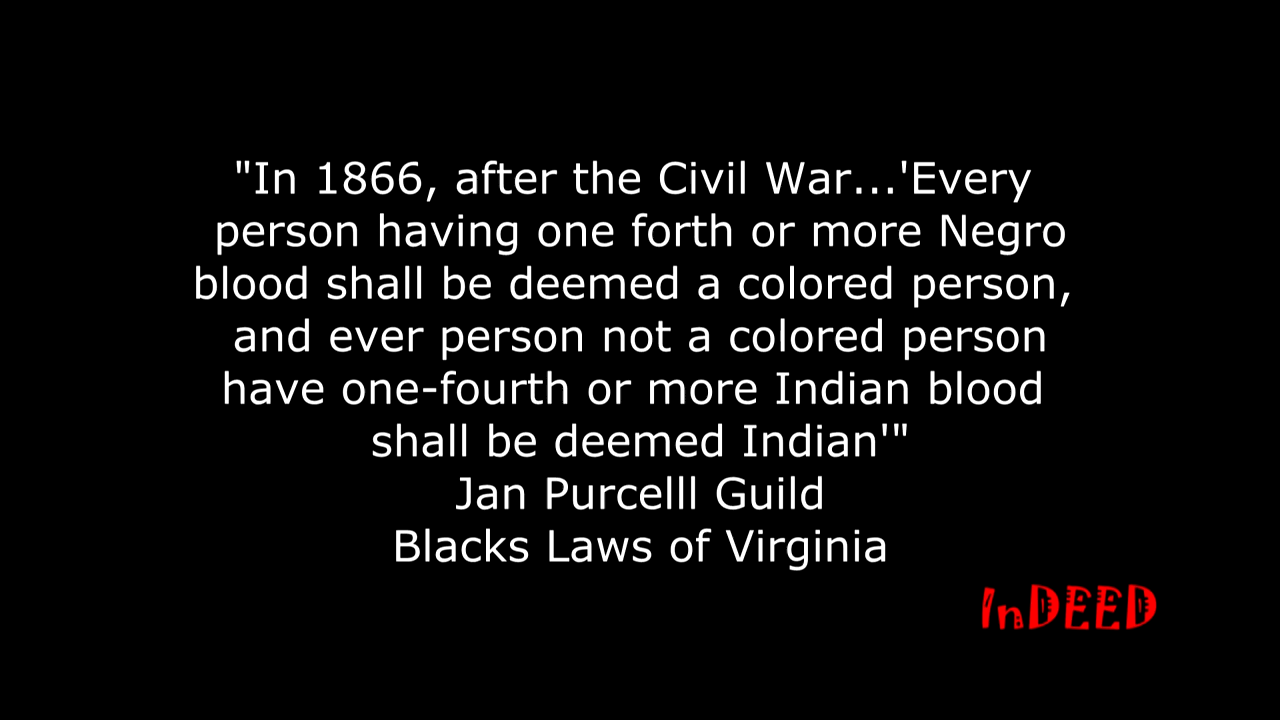 "In 1866, after the Civil War...'Every
person having one forth or more Negro
blood shall be deemed a colored person,
and ever person not a colored person
have one-fourth or more Indian blood
shall be deemed Indian'"
Jan Purcelll Guild
Blacks Laws of Virginia
InDEED